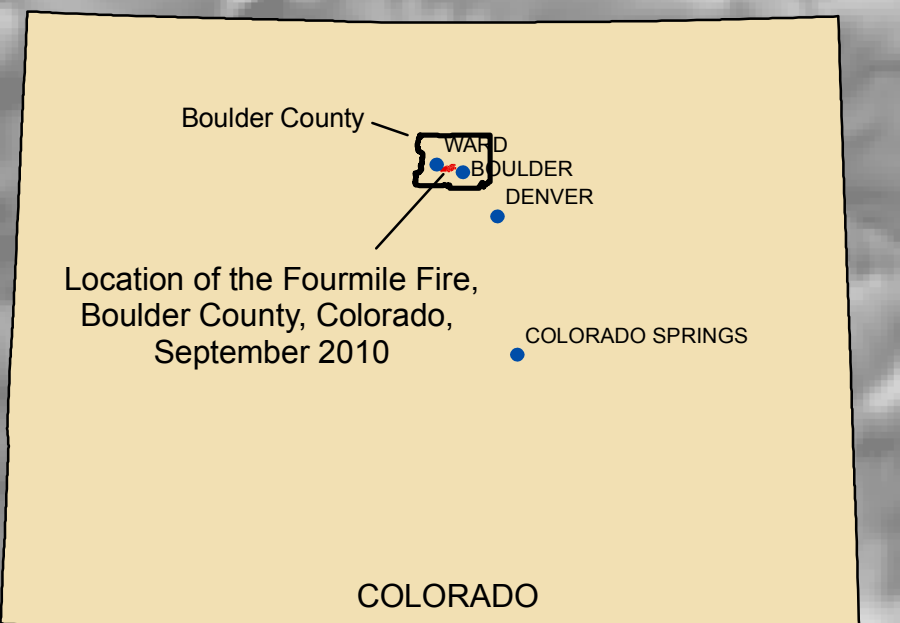 Boulder County
WARD
BOULDER
DENVER
Location of the Fourmile Fire,
Boulder County, Colorado,
September 2010
COLORADO SPRINGS
COLORADO